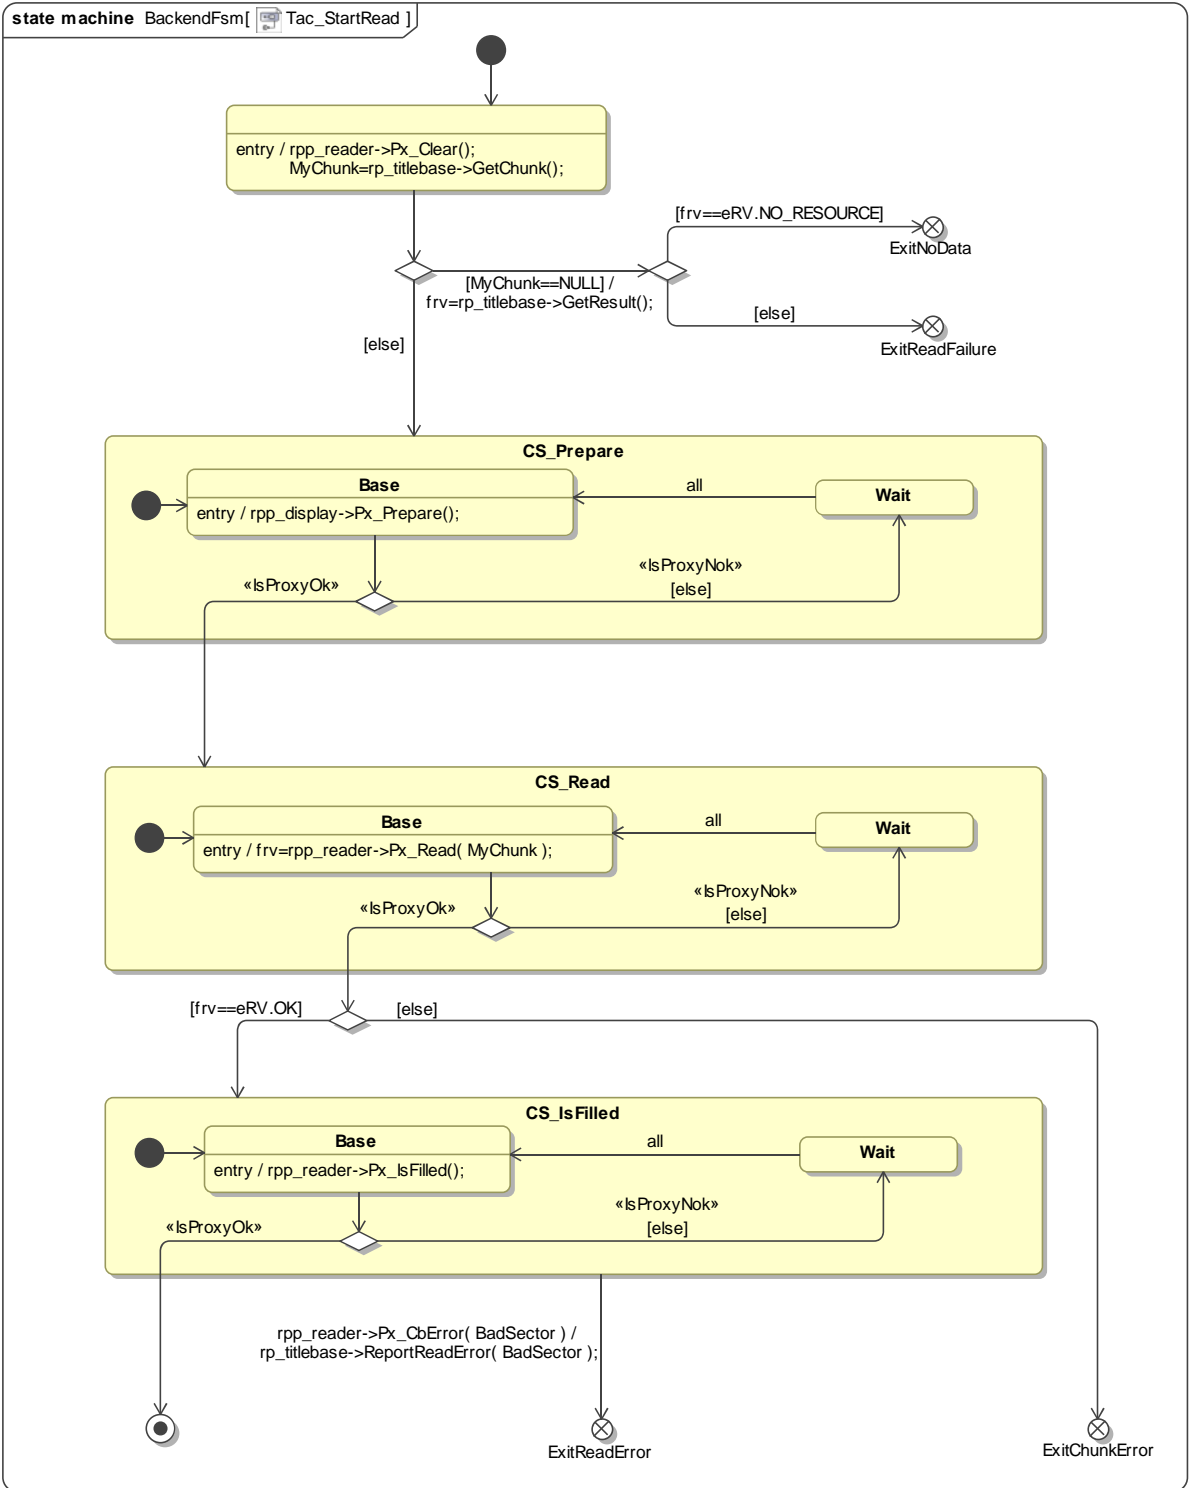 state machine BackendFsm[ Tac_StartRead ]
entry / rpp_reader->Px_Clear();
MyChunk=rp_titlebase->GetChunk();
[frv==eRV.NO_RESOURCE]
ExitNoData
[MyChunk==NULL] /
frv=rp_titlebase->GetResult();
[else]
ExitReadFailure
[else]
CS_Prepare
Base
entry / rpp_display->Px_Prepare();
all
Wait
«IsProxyOk»
«IsProxyNok»
[else]
CS_Read
Base
entry / frv=rpp_reader->Px_Read( MyChunk );
all
Wait
«IsProxyOk»
«IsProxyNok»
[else]
[frv==eRV.OK]
[else]
CS_IsFilled
Base
entry / rpp_reader->Px_IsFilled();
all
Wait
«IsProxyOk»
«IsProxyNok»
[else]
rpp_reader->Px_CbError( BadSector ) /
rp_titlebase->ReportReadError( BadSector );
ExitReadError
ExitChunkError